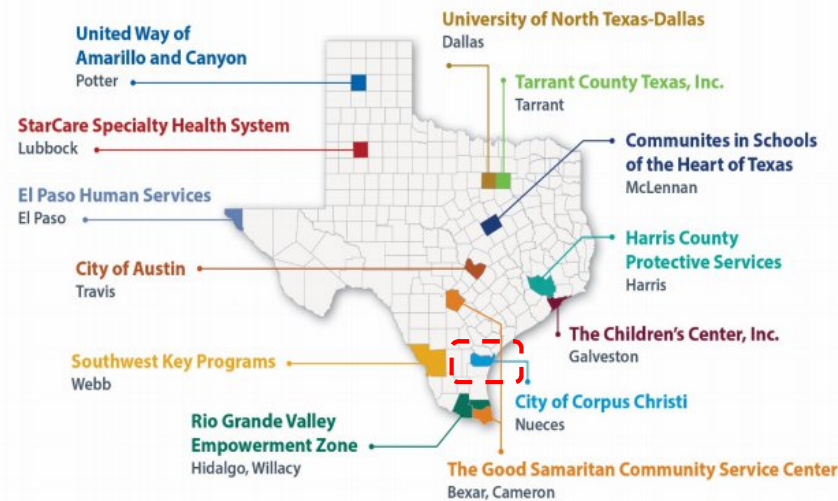 University of North Texas-Dallas
Dallas
United Way of
Amarillo and Canyon
Potter
Tarrant County Texas, Inc.
Tarrant
StarCare Specialty Health System
Lubbock
Communites in Schools
of the Heart of Texas
McLennan
El Paso Human Services
El Paso
Harris County
Protective Services
Harris
City of Austin
Travis
The Children's Center, Inc.
Galveston
Southwest Key Programs
Webb
City of Corpus Christi
Nueces
Rio Grande Valley
Empowerment Zone
Hidalgo, Willacy
The Good Samaritan Community Service Center
Bexar, Cameron